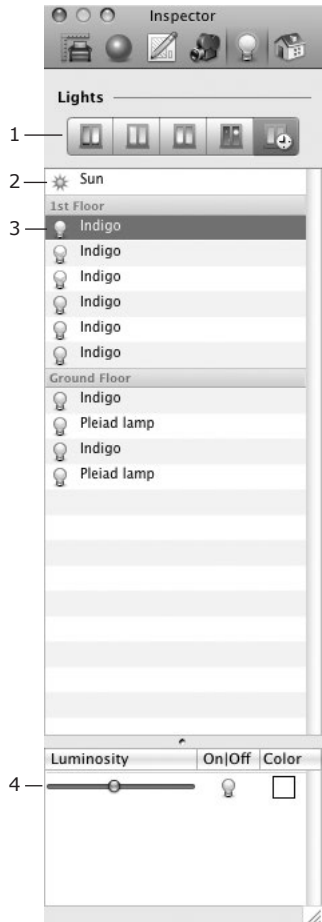 Inspector
Lights
1
2 Sun
1st Floor
3 Indigo
Indigo
Indigo
Indigo
Indigo
Indigo
Ground Floor
Indigo
Pleiad lamp
Indigo
Pleiad lamp
Luminosity On|Off Color
4